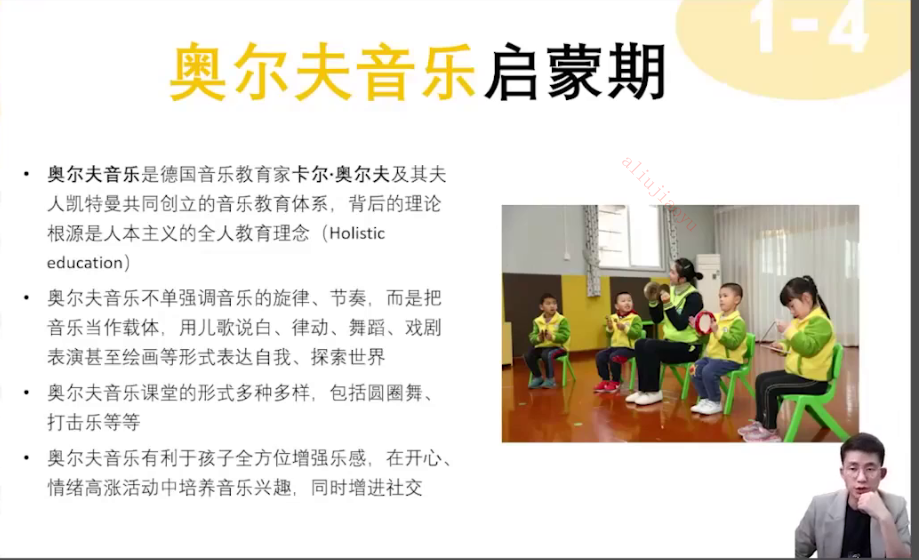 1-4
奥尔夫音乐启蒙期
• 奥尔夫音乐是德国音乐教育家卡尔·奥尔夫及其夫
人凯特曼共同创立的音乐教育体系，背后的理论
根源是人本主义的全人教育理念（Holistic
education）
• 奥尔夫音乐不单强调音乐的旋律、节奏，而是把
音乐当作载体，用儿歌说白、律动、舞蹈、戏剧
表演甚至绘画等形式表达自我、探索世界
• 奥尔夫音乐课堂的形式多种多样，包括圆圈舞、
打击乐等等
• 奥尔夫音乐有利于孩子全方位增强乐感，在开心、
情绪高涨活动中培养音乐兴趣，同时增进社交
aliujiaoyu